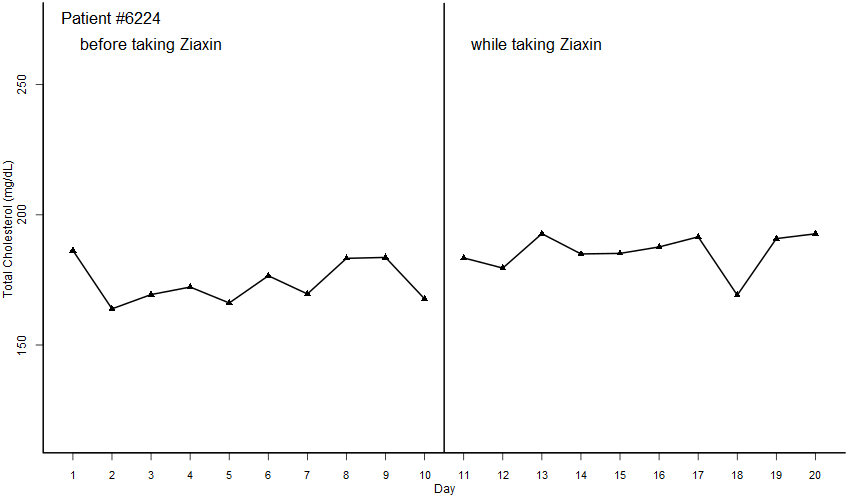 Patient #6224
before taking Ziaxin
while taking Ziaxin
Total Cholesterol (mg/dL)
250
200
150
1 2 3 4 5 6 7 8 9 10 11 12 13 14 15 16 17 18 19 20
Day